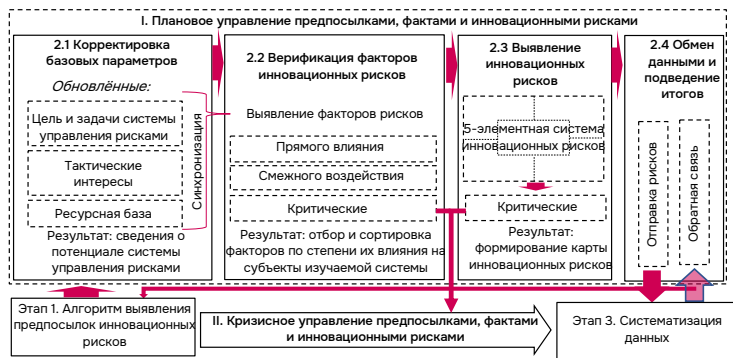 I. Плановое управление предпосылками, фактами и инновационными рисками
2.1 Корректировка
базовых параметров
Обновлённые:
Цель и задачи системы
управления рисками
Тактические
интересы
Ресурсная база
Синхронизация
Результат: сведения о
потенциале системы
управления рисками
2.2 Верификация факторов
инновационных рисков
Выявление факторов рисков
Прямого влияния
Смежного воздействия
Критические
Результат: отбор и сортировка
факторов по степени их влияния на
субъекты изучаемой системы
2.3 Выявление
инновационных
рисков
5-элементная система
инновационных рисков
Критические
Результат:
формирование карты
инновационных рисков
2.4 Обмен
данными и
подведение
итогов
Отправка рисков
Обратная связь
Этап 1. Алгоритм выявления
предпосылок инновационных
рисков
II. Кризисное управление предпосылками, фактами
и инновационными рисками
Этап 3. Систематизация
данных